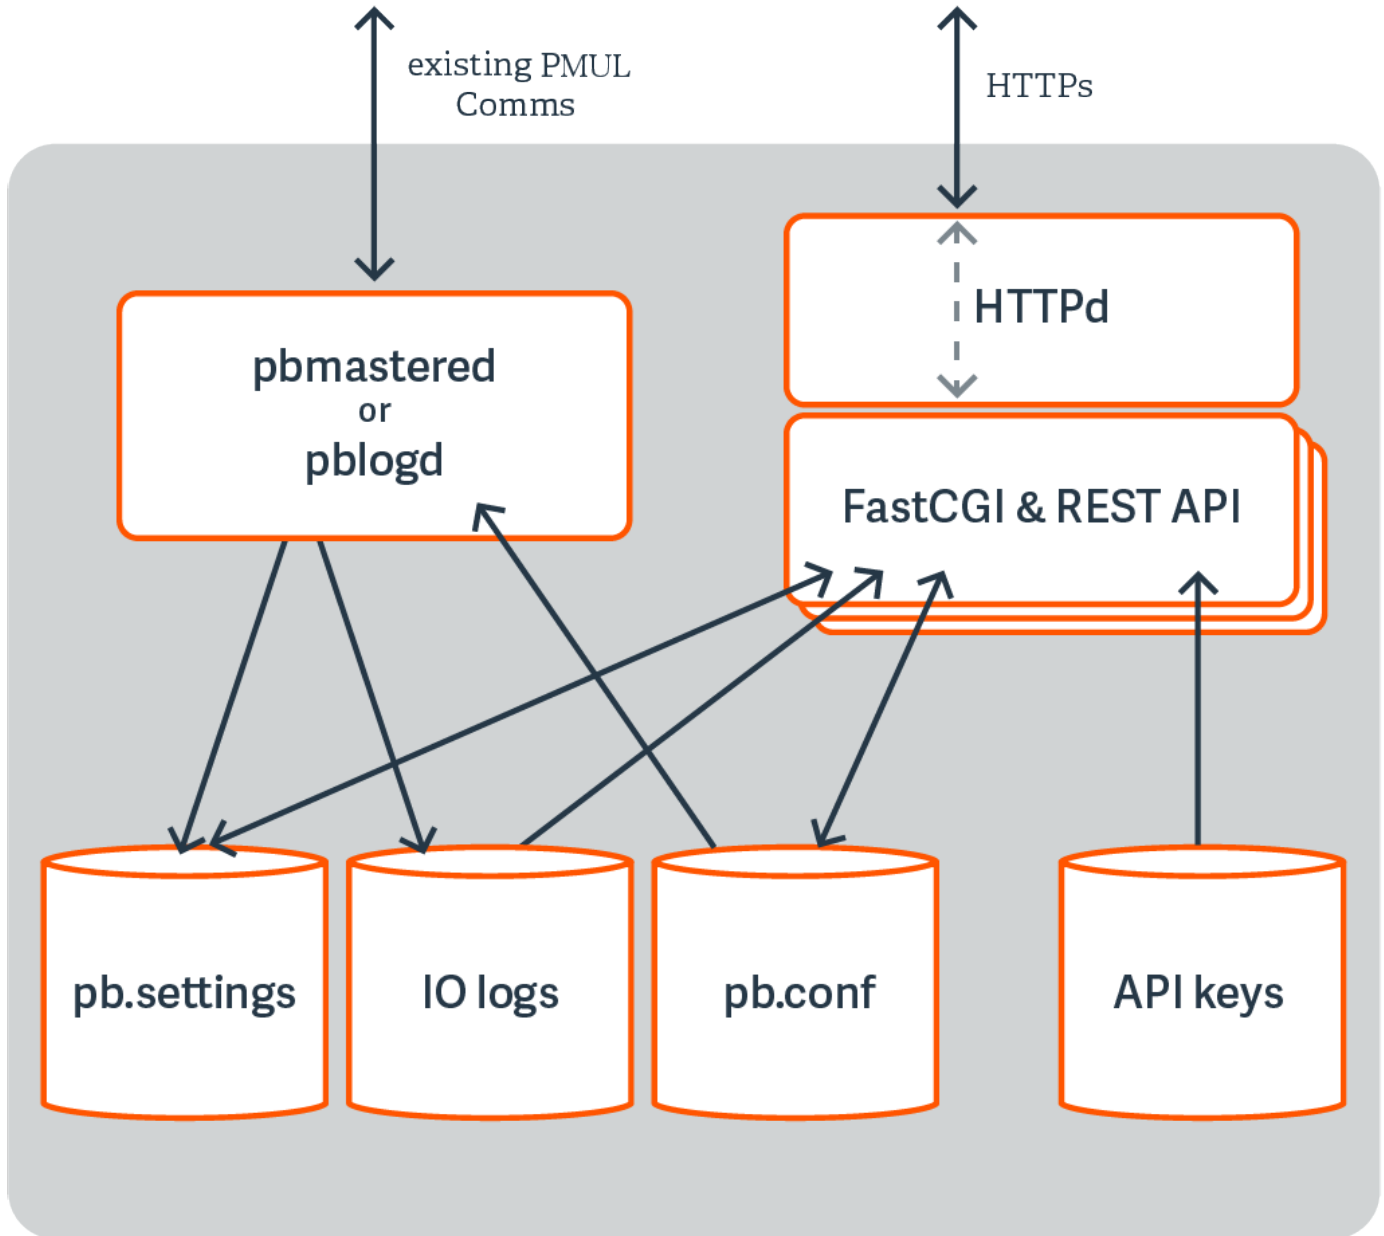 existing PMUL
Comms
HTTPs
HTTPd
pbmastered
or
pblogd
FastCGI & REST API
pb.settings
IO logs
pb.conf
API keys